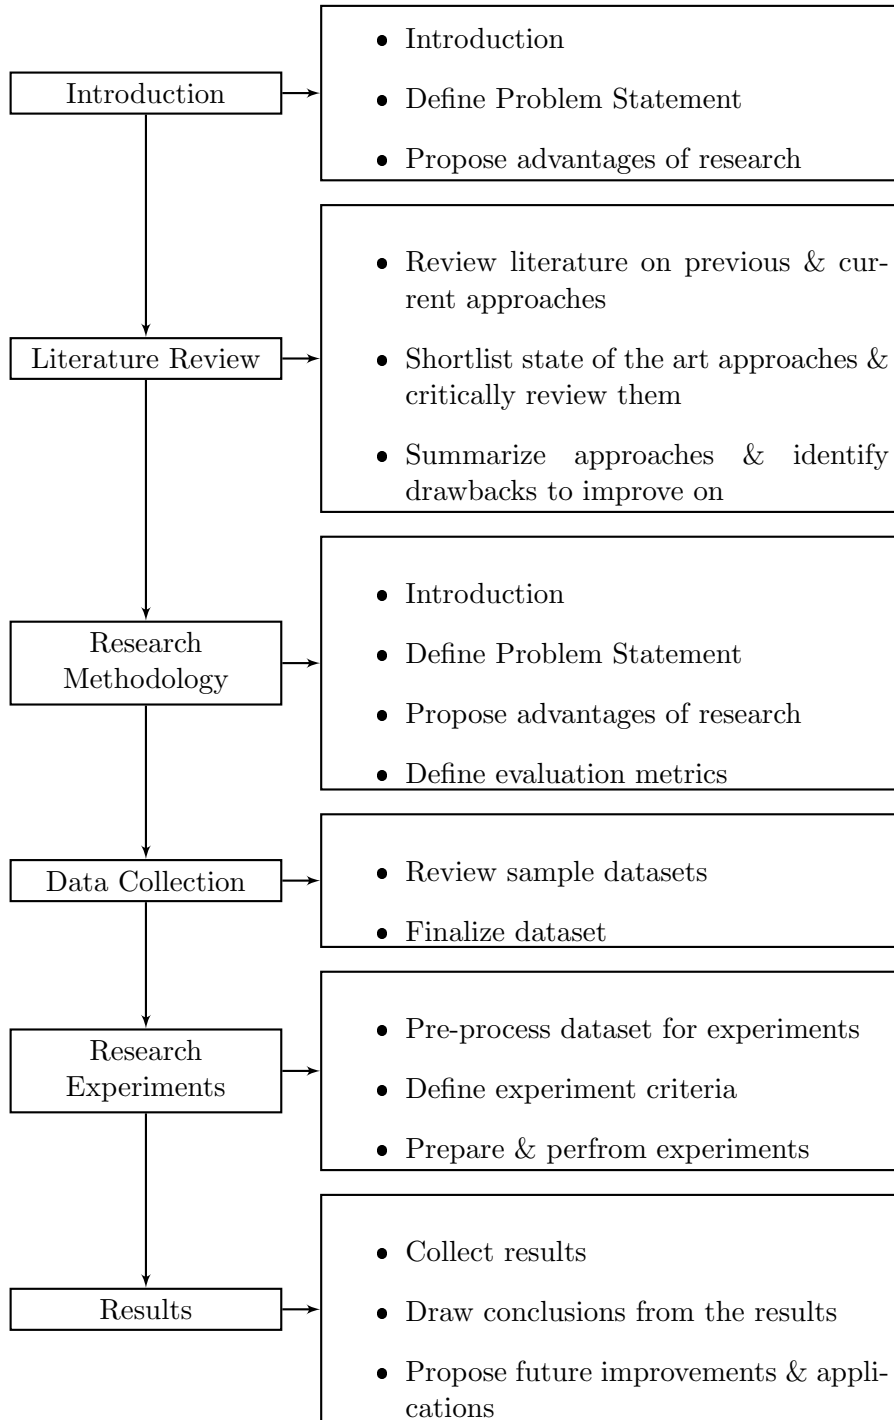 Introduction
• Introduction
• Define Problem Statement
• Propose advantages of research
Literature Review
• Review literature on previous & cur-
rent approaches
• Shortlist state of the art approaches &
critically review them
• Summarize approaches & identify
drawbacks to improve on
Research
Methodology
• Introduction
• Define Problem Statement
• Propose advantages of research
• Define evaluation metrics
Data Collection
• Review sample datasets
• Finalize dataset
Research
Experiments
• Pre-process dataset for experiments
• Define experiment criteria
• Prepare & perfrom experiments
Results
• Collect results
• Draw conclusions from the results
• Propose future improvements & appli-
cations